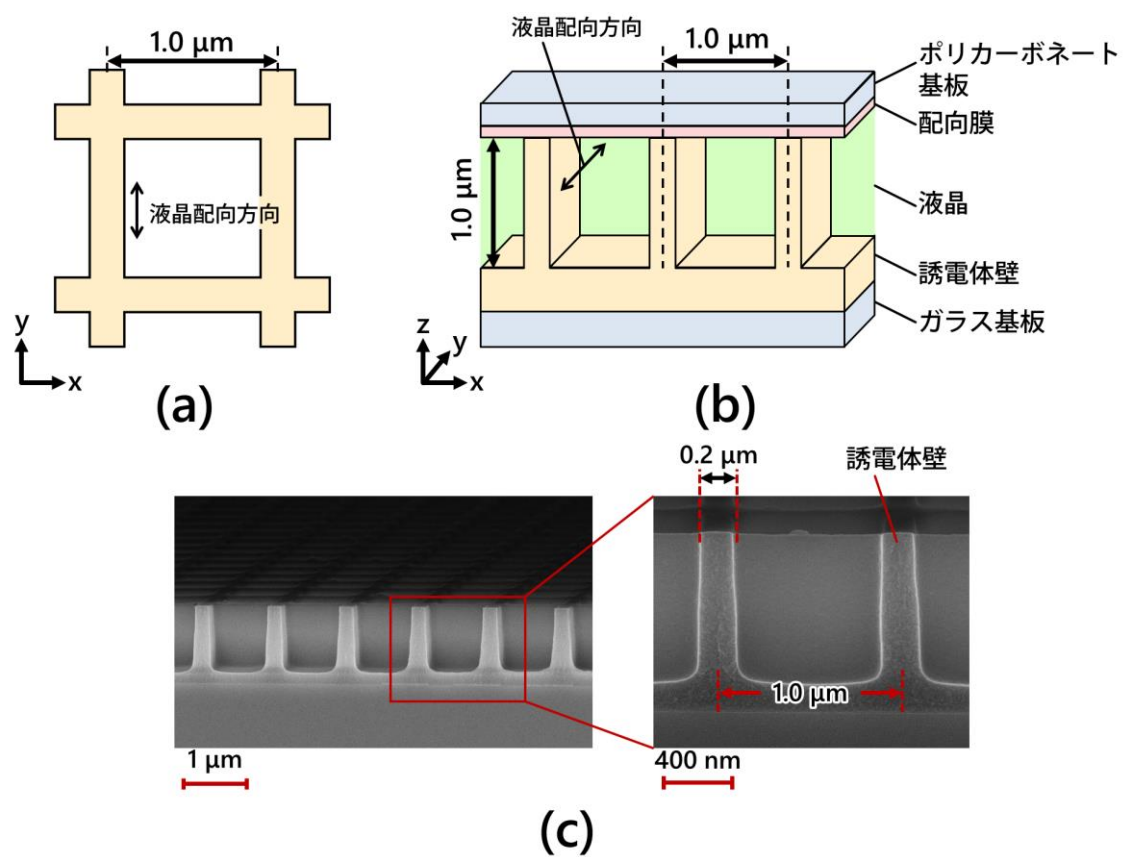 1.0 μm
液晶配向方向
y
x
(a)
液晶配向方向
1.0 μm
1.0 μm
ポリカーボネート
基板
配向膜
液晶
誘電体壁
ガラス基板
z
y
x
(b)
0.2 μm
誘電体壁
1.0 μm
1 μm
400 nm
(c)